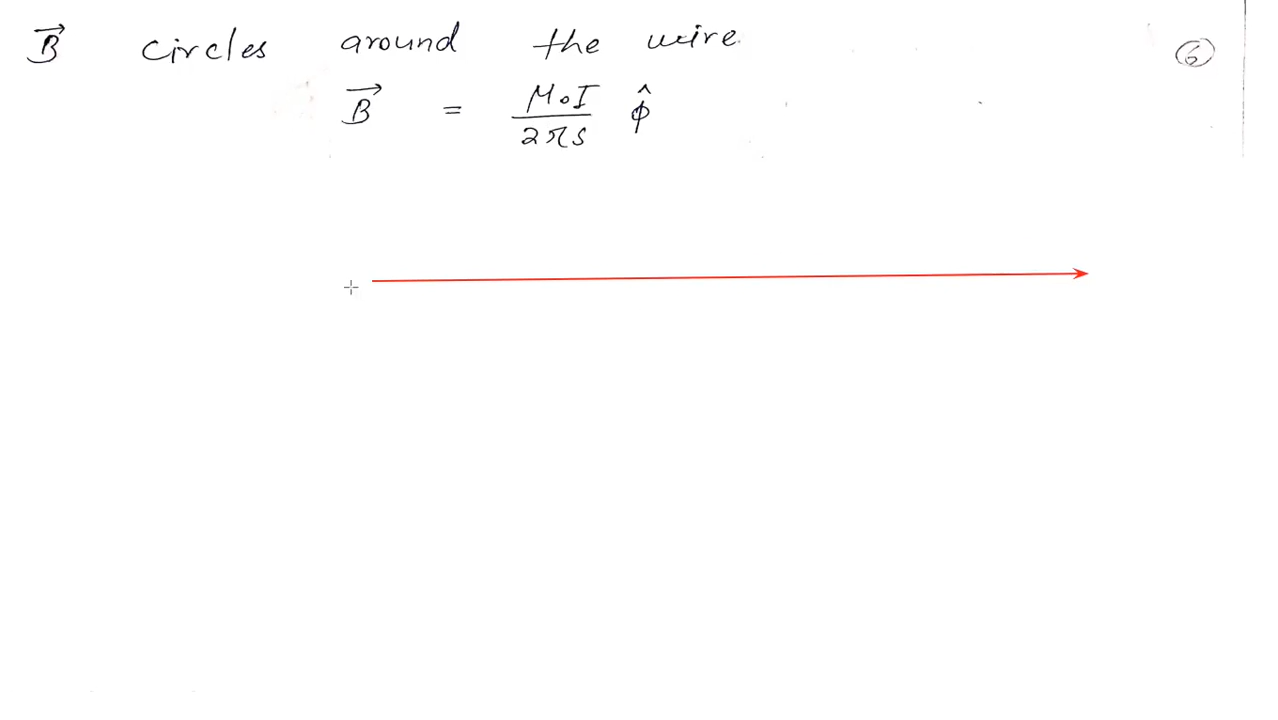 B⃗ circles around the wire. ⑥
B⃗ = μ₀I / 2πs φ̂